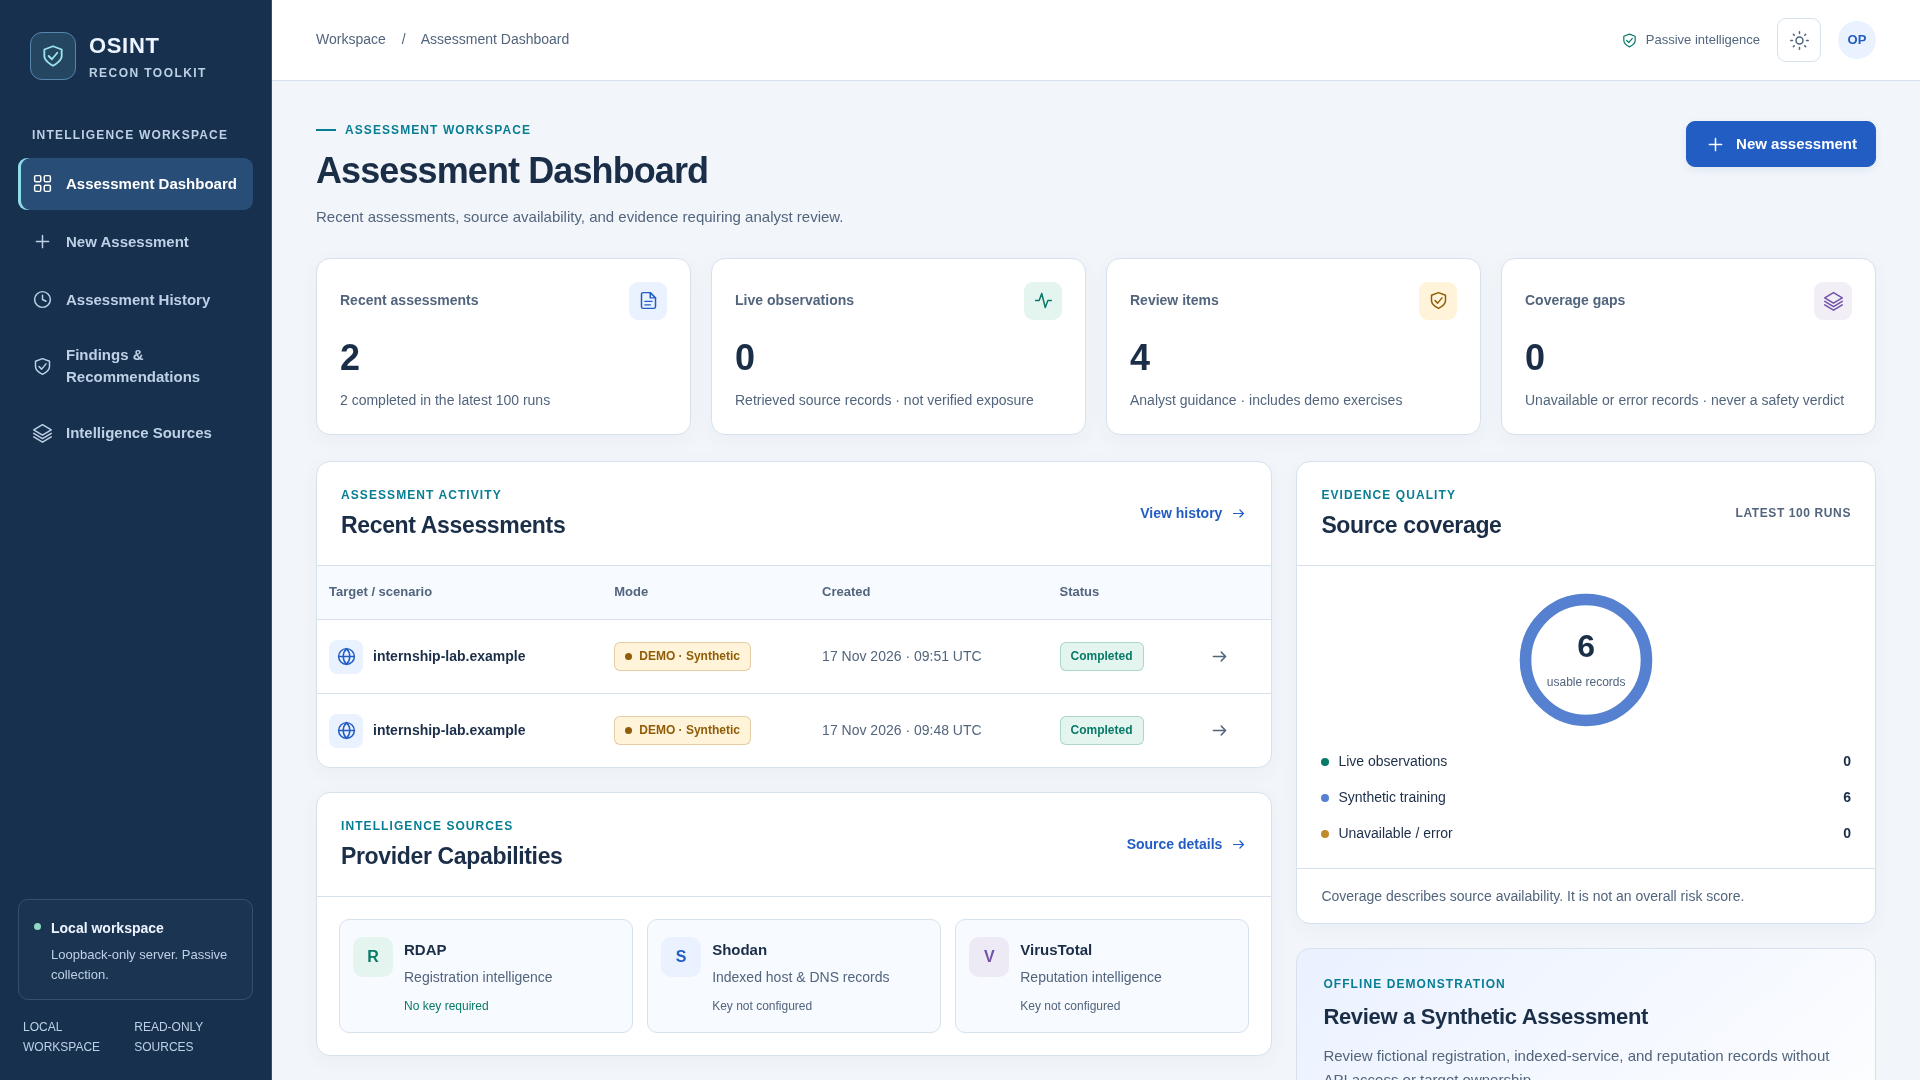 OSINT
RECON TOOLKIT
INTELLIGENCE WORKSPACE
Assessment Dashboard
New Assessment
Assessment History
Findings &
Recommendations
Intelligence Sources
Local workspace
Loopback-only server. Passive
collection.
LOCAL
WORKSPACE
READ-ONLY
SOURCES
Workspace / Assessment Dashboard
Passive intelligence
OP
ASSESSMENT WORKSPACE
Assessment Dashboard
Recent assessments, source availability, and evidence requiring analyst review.
New assessment
Recent assessments
2
2 completed in the latest 100 runs
Live observations
0
Retrieved source records · not verified exposure
Review items
4
Analyst guidance · includes demo exercises
Coverage gaps
0
Unavailable or error records · never a safety verdict
ASSESSMENT ACTIVITY
Recent Assessments
View history
Target / scenario Mode Created Status
internship-lab.example DEMO · Synthetic 17 Nov 2026 · 09:51 UTC Completed
internship-lab.example DEMO · Synthetic 17 Nov 2026 · 09:48 UTC Completed
INTELLIGENCE SOURCES
Provider Capabilities
Source details
R
RDAP
Registration intelligence
No key required
S
Shodan
Indexed host & DNS records
Key not configured
V
VirusTotal
Reputation intelligence
Key not configured
EVIDENCE QUALITY
Source coverage
LATEST 100 RUNS
6
usable records
Live observations 0
Synthetic training 6
Unavailable / error 0
Coverage describes source availability. It is not an overall risk score.
OFFLINE DEMONSTRATION
Review a Synthetic Assessment
Review fictional registration, indexed-service, and reputation records without
API access or target ownership.